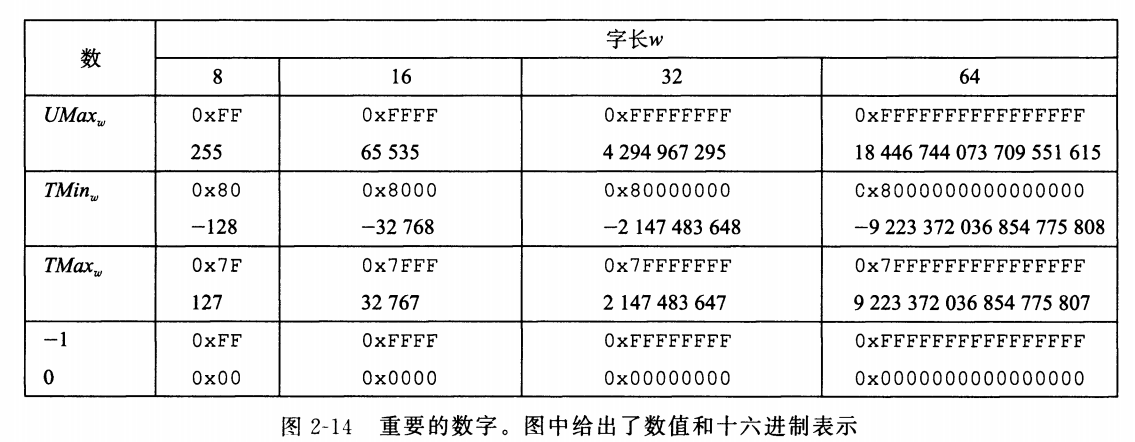 数 字长w
8 16 32 64
UMax_w 0xFF 0xFFFF 0xFFFFFFFF 0xFFFFFFFFFFFFFFFF
255 65 535 4 294 967 295 18 446 744 073 709 551 615
TMin_w 0x80 0x8000 0x80000000 Cx8000000000000000
−128 −32 768 −2 147 483 648 −9 223 372 036 854 775 808
TMax_w 0x7F 0x7FFF 0x7FFFFFFF 0x7FFFFFFFFFFFFFFF
127 32 767 2 147 483 647 9 223 372 036 854 775 807
−1 0xFF 0xFFFF 0xFFFFFFFF 0xFFFFFFFFFFFFFFFF
0 0x00 0x0000 0x00000000 0x0000000000000000
图 2-14 重要的数字。图中给出了数值和十六进制表示